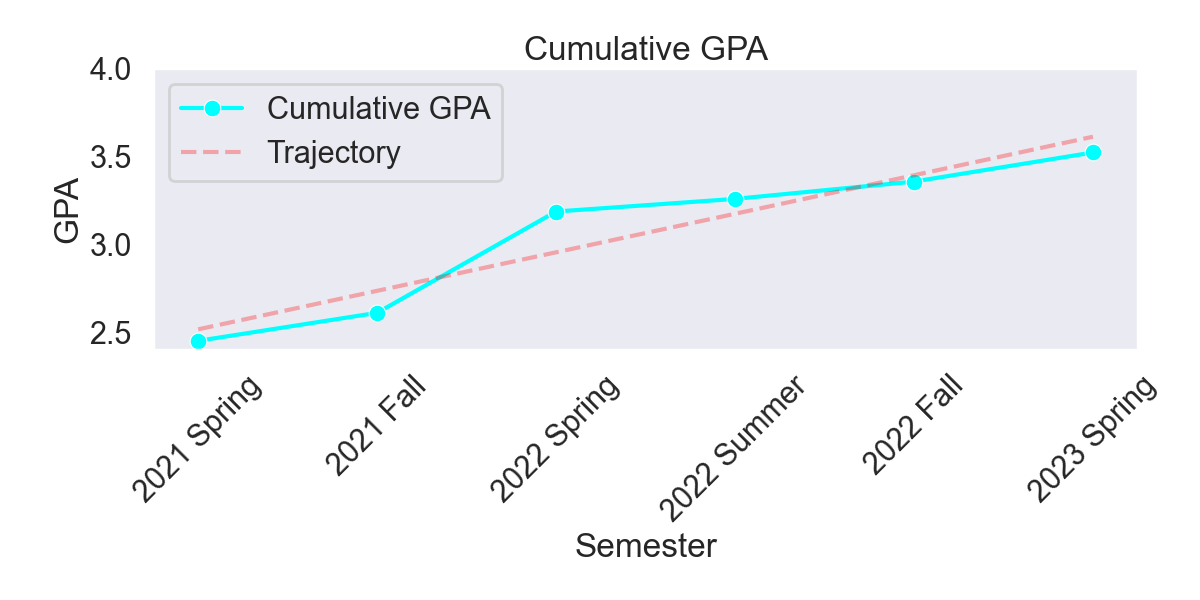 Cumulative GPA
4.0
3.5
3.0
2.5
GPA
Cumulative GPA
Trajectory
2021 Spring
2021 Fall
2022 Spring
2022 Summer
2022 Fall
2023 Spring
Semester